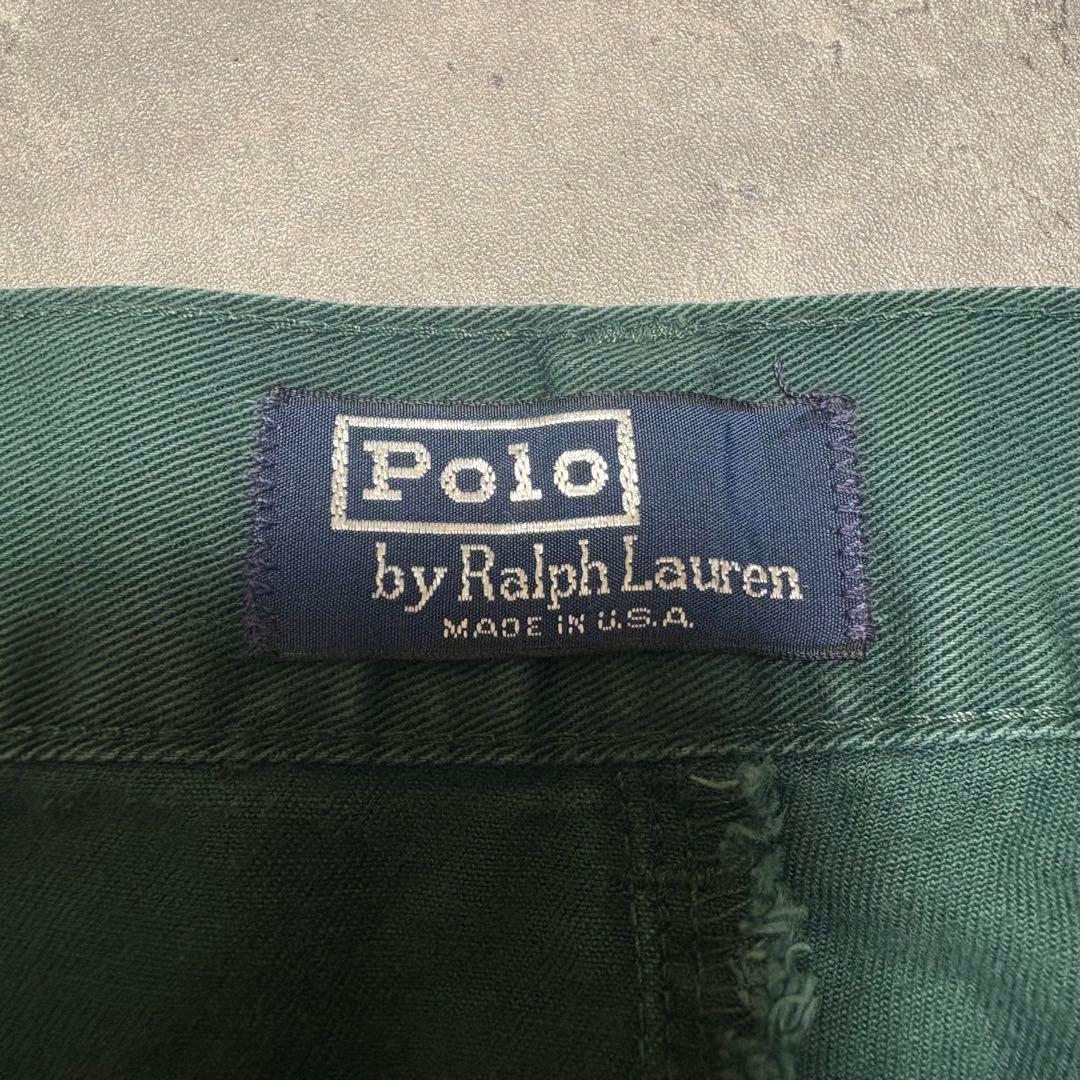 Polo
by Ralph Lauren
MADE IN U.S.A.